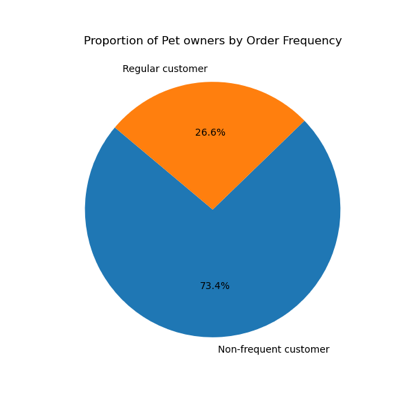 Proportion of Pet owners by Order Frequency
Regular customer
26.6%
73.4%
Non-frequent customer